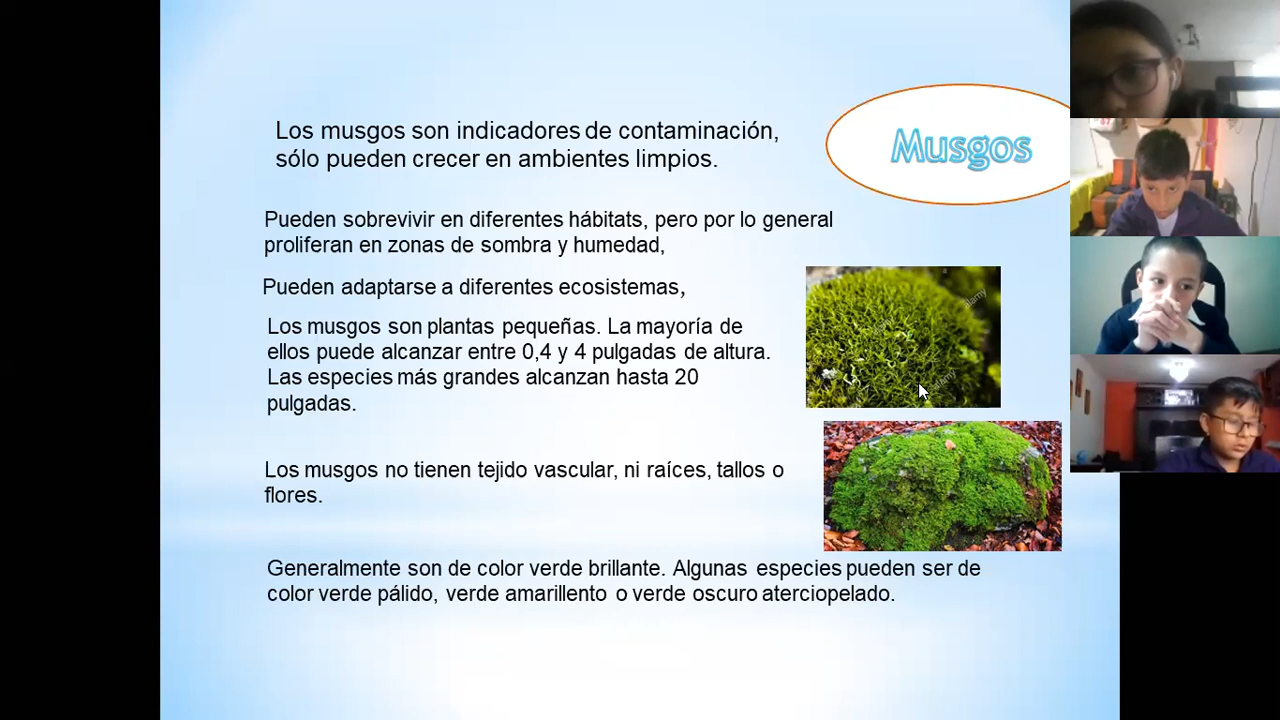 Musgos
Los musgos son indicadores de contaminación,
sólo pueden crecer en ambientes limpios.
Pueden sobrevivir en diferentes hábitats, pero por lo general
proliferan en zonas de sombra y humedad,
Pueden adaptarse a diferentes ecosistemas,
Los musgos son plantas pequeñas. La mayoría de
ellos puede alcanzar entre 0,4 y 4 pulgadas de altura.
Las especies más grandes alcanzan hasta 20
pulgadas.
Los musgos no tienen tejido vascular, ni raíces, tallos o
flores.
Generalmente son de color verde brillante. Algunas especies pueden ser de
color verde pálido, verde amarillento o verde oscuro aterciopelado.